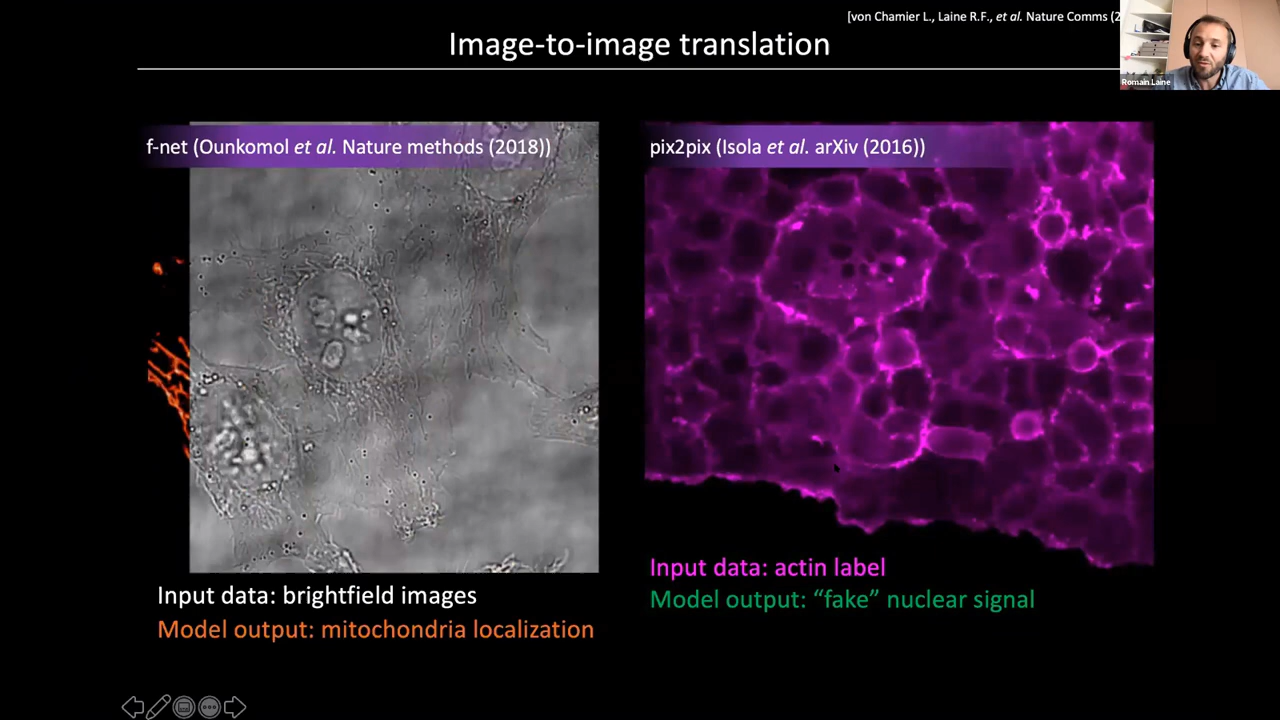 [von Chamier L., Laine R.F., et al. Nature Comms (2
Image-to-image translation
Romain Laine
f-net (Ounkomol et al. Nature methods (2018))
pix2pix (Isola et al. arXiv (2016))
Input data: brightfield images
Model output: mitochondria localization
Input data: actin label
Model output: “fake” nuclear signal